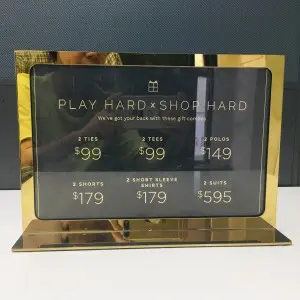 PLAY HARD × SHOP HARD
We've got your back with these gift combos
2 TIES 2 TEES 2 POLOS
$99 $99 $149
2 SHORTS 2 SHORT SLEEVE SHIRTS 2 SUITS
$179 $179 $595